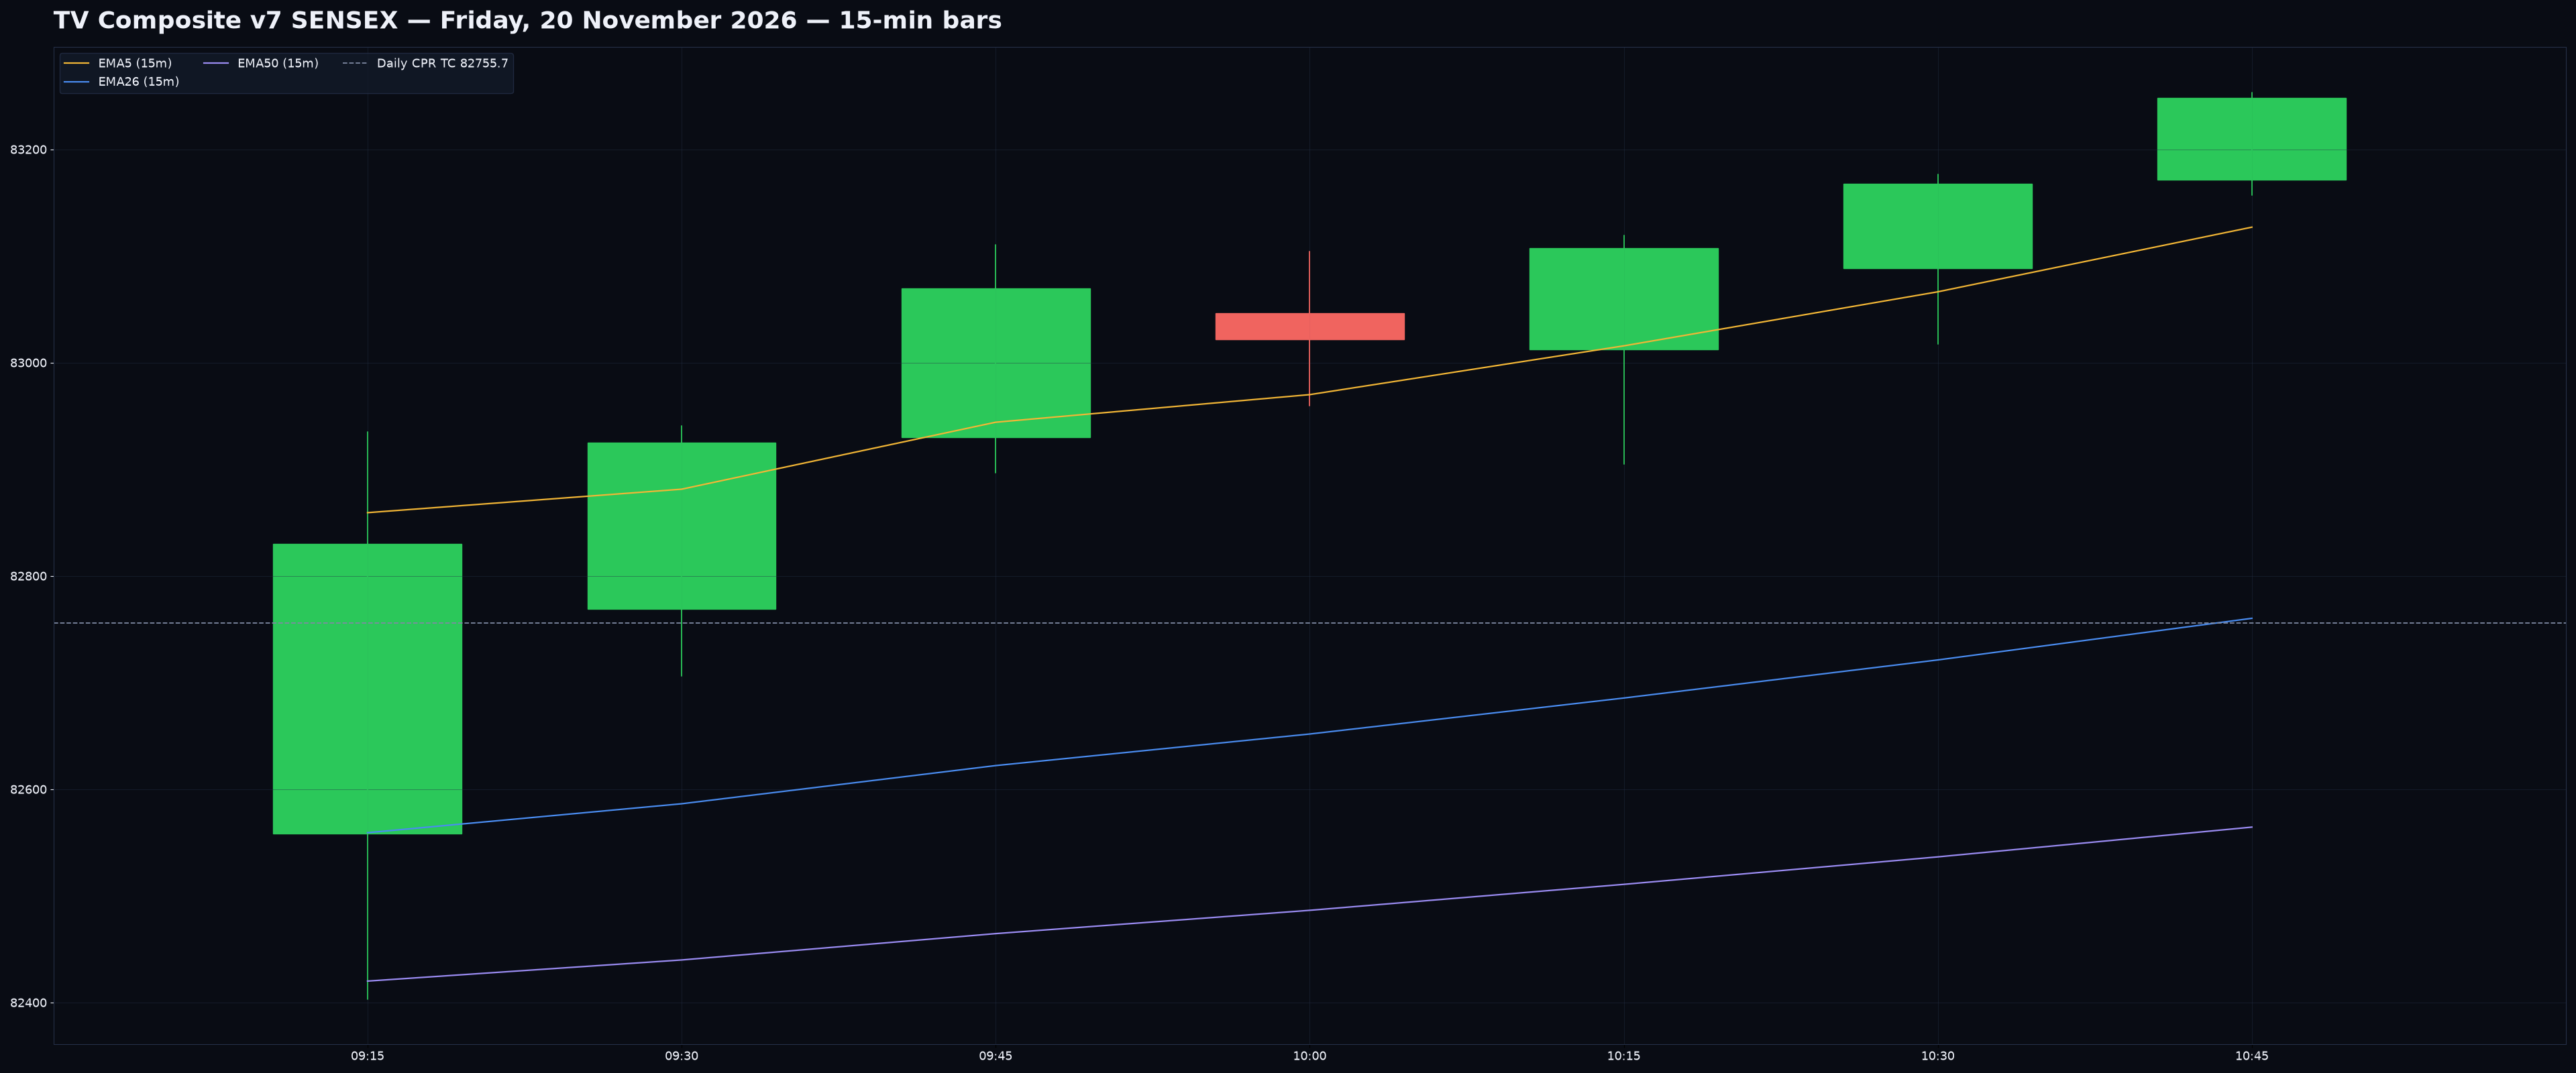 TV Composite v7 SENSEX — Friday, 20 November 2026 — 15-min bars
EMA5 (15m) EMA50 (15m) Daily CPR TC 82755.7
EMA26 (15m)
83200
83000
82800
82600
82400
09:15 09:30 09:45 10:00 10:15 10:30 10:45